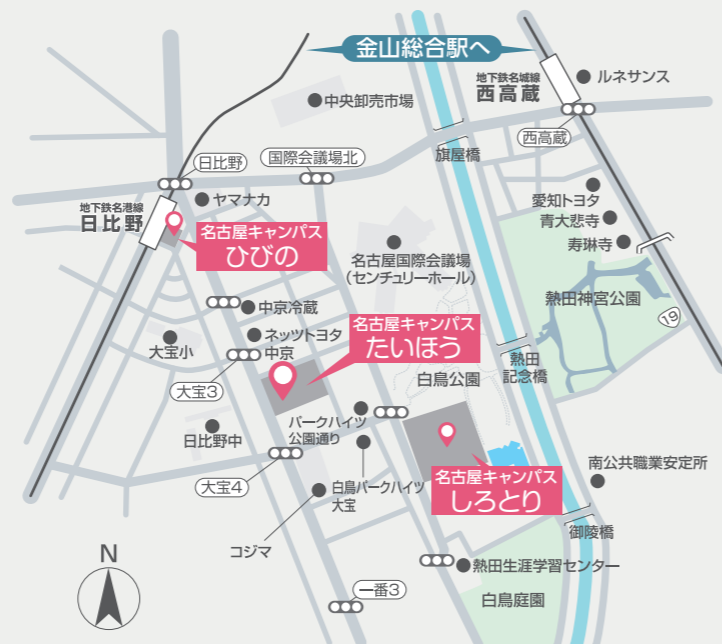 金山総合駅へ
地下鉄名城線
西高蔵
ルネサンス
中央卸売市場
西高蔵
旗屋橋
日比野
国際会議場北
地下鉄名港線
日比野
ヤマナカ
愛知トヨタ
青大悲寺
寿琳寺
名古屋キャンパス
ひびの
名古屋国際会議場
(センチュリーホール)
熱田神宮公園
中京冷蔵
19
名古屋キャンパス
たいほう
ネッツトヨタ
中京
大宝小
熱田
記念橋
白鳥公園
大宝3
パークハイツ
公園通り
日比野中
名古屋キャンパス
しろとり
南公共職業安定所
大宝4
白鳥パークハイツ
大宝
御陵橋
コジマ
N
熱田生涯学習センター
一番3
白鳥庭園